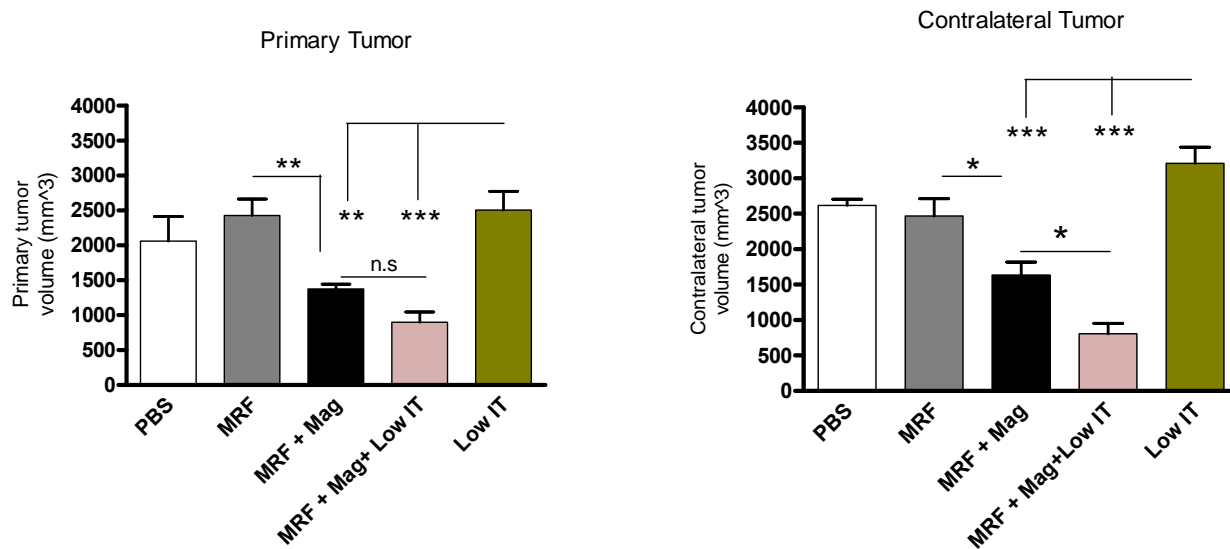 Primary Tumor
Primary tumor
volume (mm^3)
4000
3500
3000
2500
2000
1500
1000
500
0
**
**
***
n.s
PBS
MRF
MRF + Mag
MRF + Mag+ Low IT
Low IT
Contralateral Tumor
Contralateral tumor
volume (mm^3)
4000
3500
3000
2500
2000
1500
1000
500
0
***
***
*
*
PBS
MRF
MRF + Mag
MRF + Mag+Low IT
Low IT